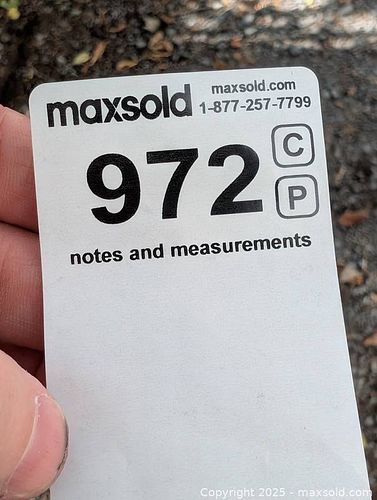 maxsold
maxsold.com
1-877-257-7799
972
C
P
notes and measurements
Copyright 2025 - maxsold.com